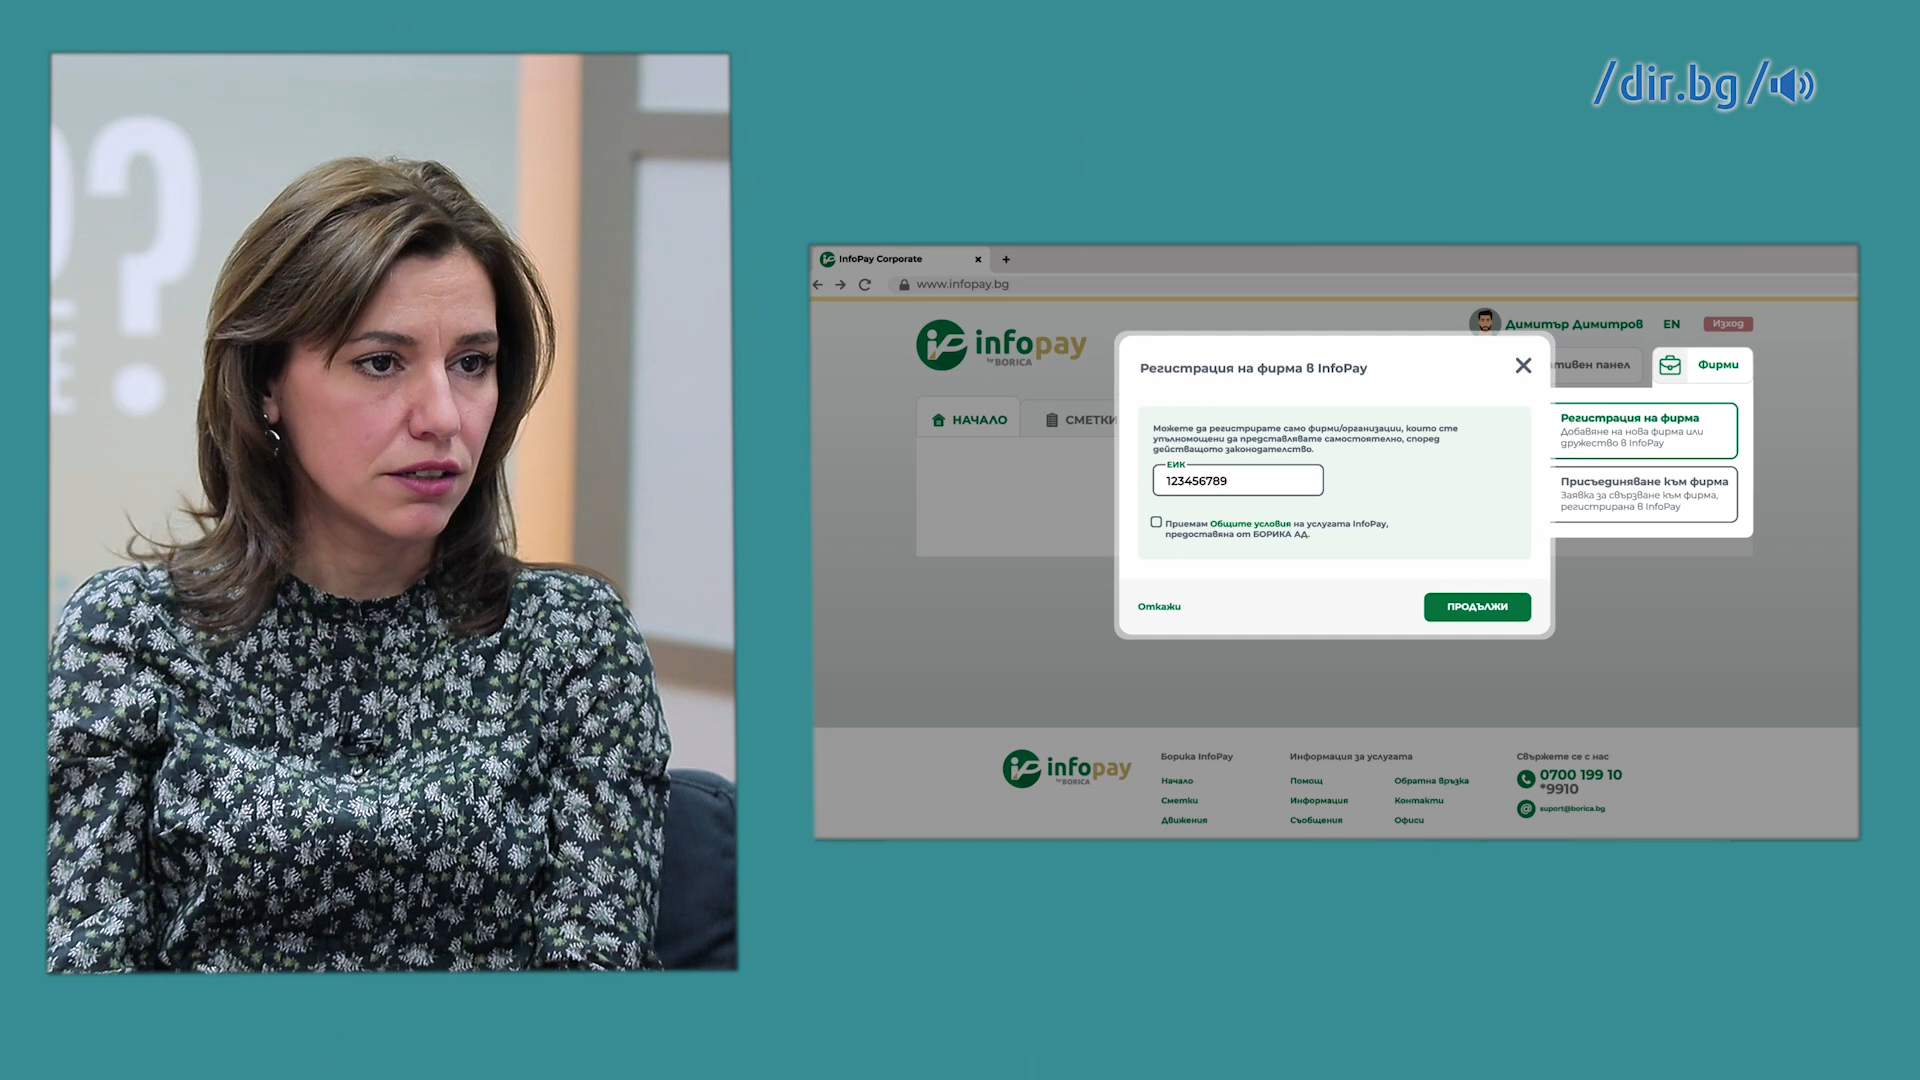 /dir.bg/
?
InfoPay Corporate
www.infopay.bg
infopay
by BORICA
Димитър Димитров
EN
Изход
тивен панел
Фирми
НАЧАЛО
СМЕТКИ
Регистрация на фирма в InfoPay
Можете да регистрирате само фирми/организации, които сте
упълномощени да представлявате самостоятелно, според
действащото законодателство.
ЕИК
123456789
Приемам Общите условия на услугата InfoPay,
предоставяна от БОРИКА АД.
Откажи
ПРОДЪЛЖИ
Регистрация на фирма
Добавяне на нова фирма или
дружество в InfoPay
Присъединяване към фирма
Заявка за свързване към фирма,
регистрирана в InfoPay
infopay
by BORICA
Борика InfoPay
Начало
Сметки
Движения
Информация за услугата
Помощ
Информация
Съобщения
Обратна връзка
Контакти
Офиси
Свържете се с нас
0700 199 10
*9910
suport@borica.bg